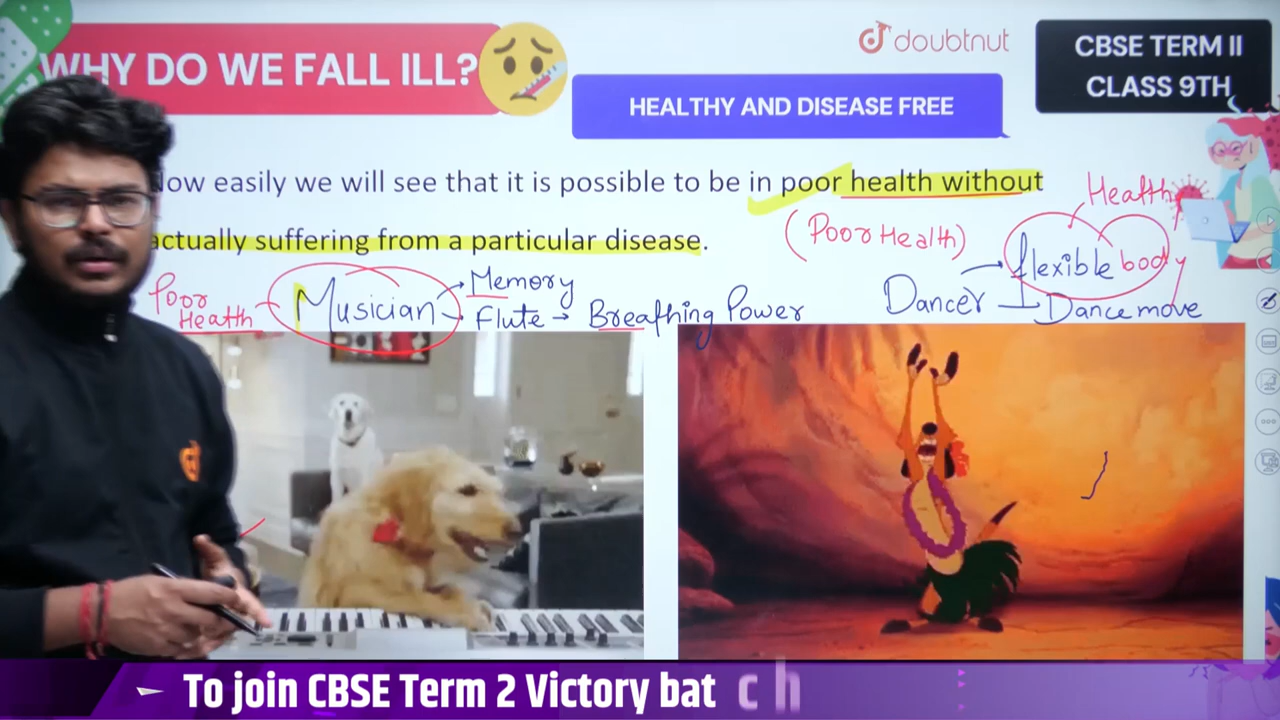 WHY DO WE FALL ILL?
doubtnut
CBSE TERM II
CLASS 9TH
HEALTHY AND DISEASE FREE
Now easily we will see that it is possible to be in poor health without
actually suffering from a particular disease.
(Poor Health)
Health
Poor
Health
Musician
Memory
Flute → Breathing Power
Dancer
flexible body
Dance move
To join CBSE Term 2 Victory bat c h